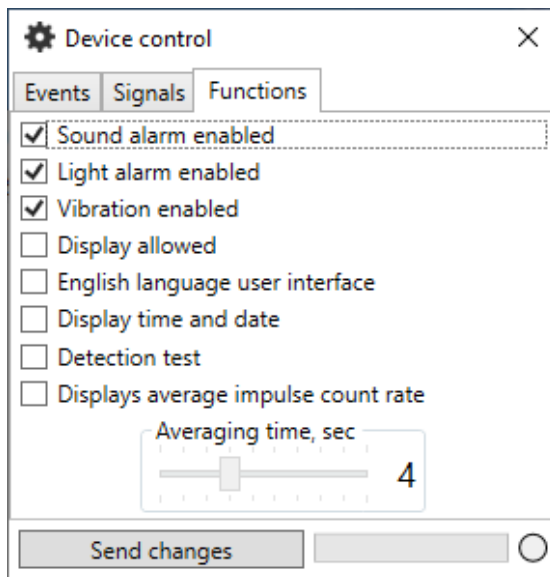 Device control
Events Signals Functions
Sound alarm enabled
Light alarm enabled
Vibration enabled
Display allowed
English language user interface
Display time and date
Detection test
Displays average impulse count rate
Averaging time, sec
4
Send changes